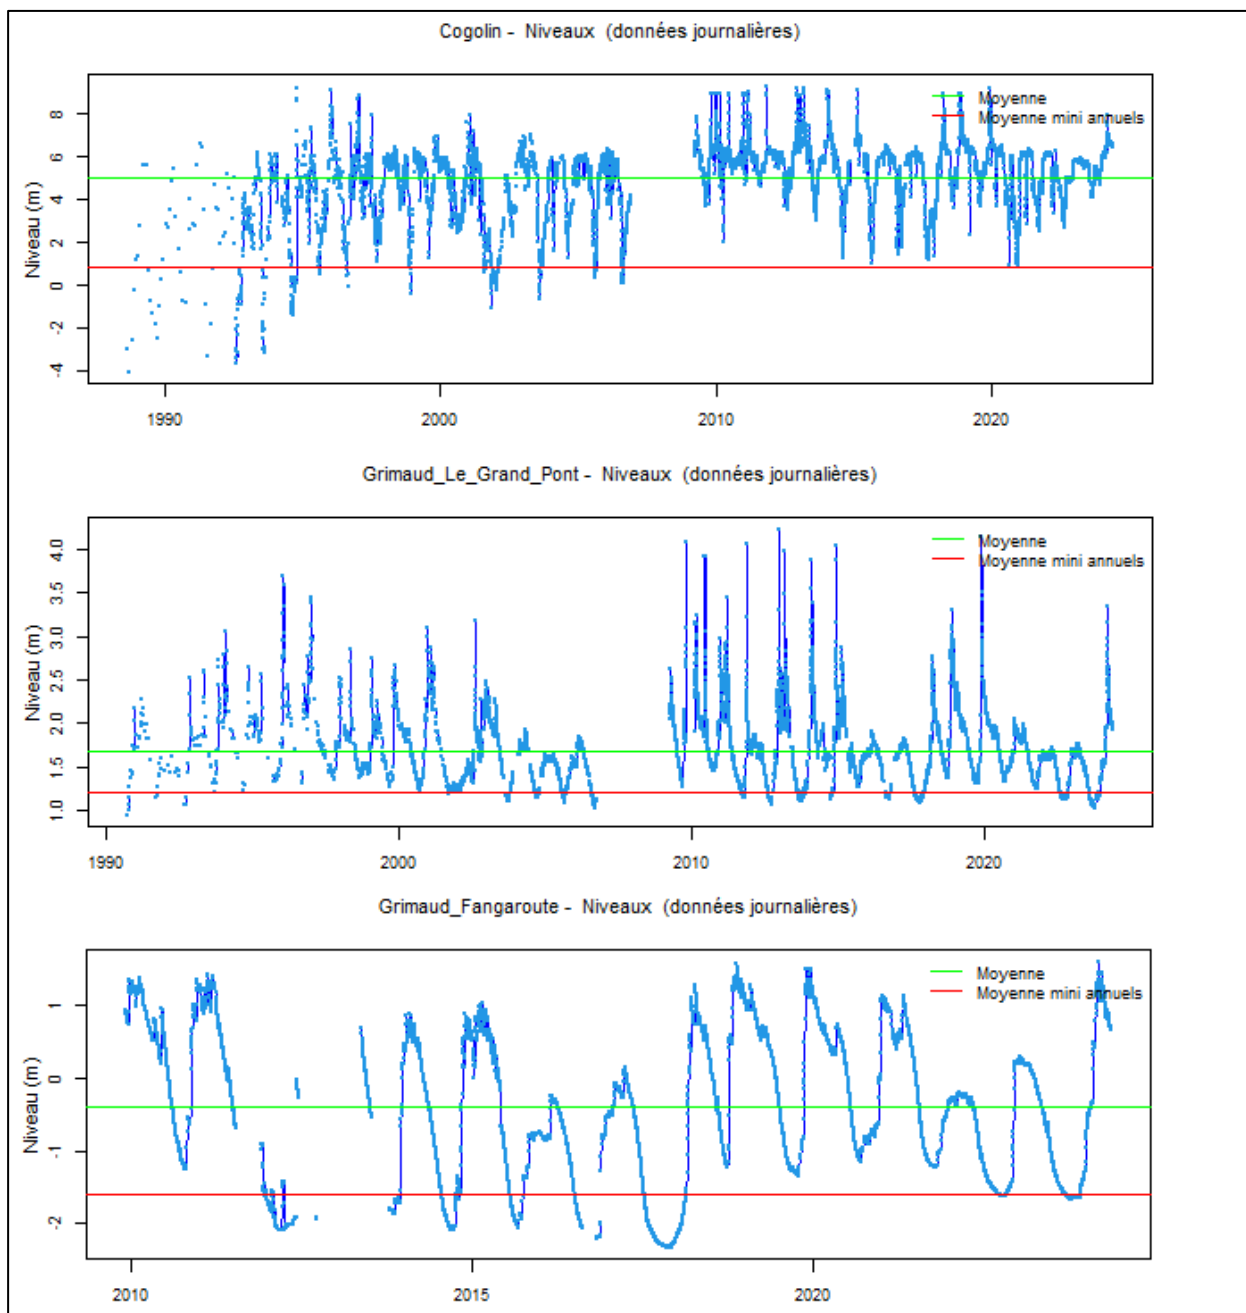 Cogolin - Niveaux (données journalières)
Moyenne
Moyenne mini annuels
Niveau (m)
8
6
4
2
0
-2
-4
1990
2000
2010
2020
Grimaud_Le_Grand_Pont - Niveaux (données journalières)
Moyenne
Moyenne mini annuels
Niveau (m)
4.0
3.5
3.0
2.5
2.0
1.5
1.0
1990
2000
2010
2020
Grimaud_Fangaroute - Niveaux (données journalières)
Moyenne
Moyenne mini annuels
Niveau (m)
1
0
-1
-2
2010
2015
2020